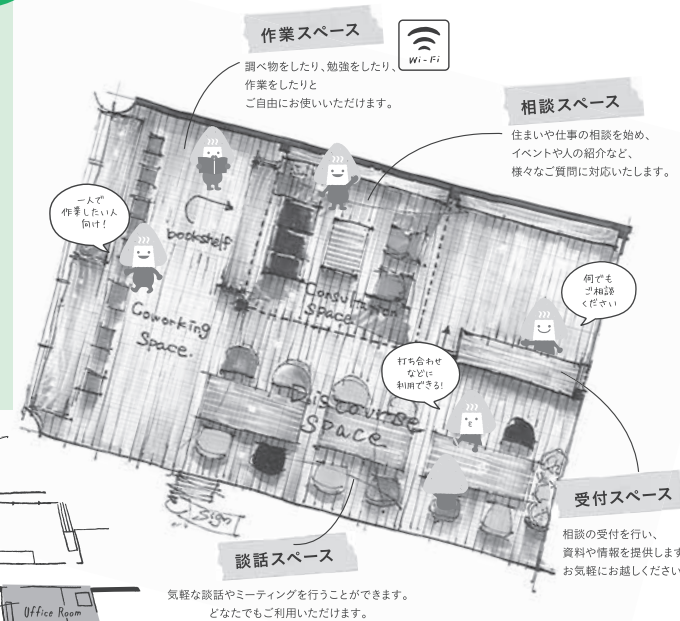 作業スペース
Wi-Fi
調べ物をしたり、勉強をしたり、
作業をしたりと
ご自由にお使いいただけます。
相談スペース
住まいや仕事の相談を始め、
イベントや人の紹介など、
様々なご質問に対応いたします。
一人で
作業したい人
向け!
bookshelf
何でも
ご相談
ください
Consultation
Space
Coworking
Space.
打ち合わせ
などに
利用できる!
Discourse
Space
Sign
受付スペース
相談の受付を行い、
資料や情報を提供します
お気軽にお越しください
談話スペース
気軽な談話やミーティングを行うことができます。
どなたでもご利用いただけます。
Office Room